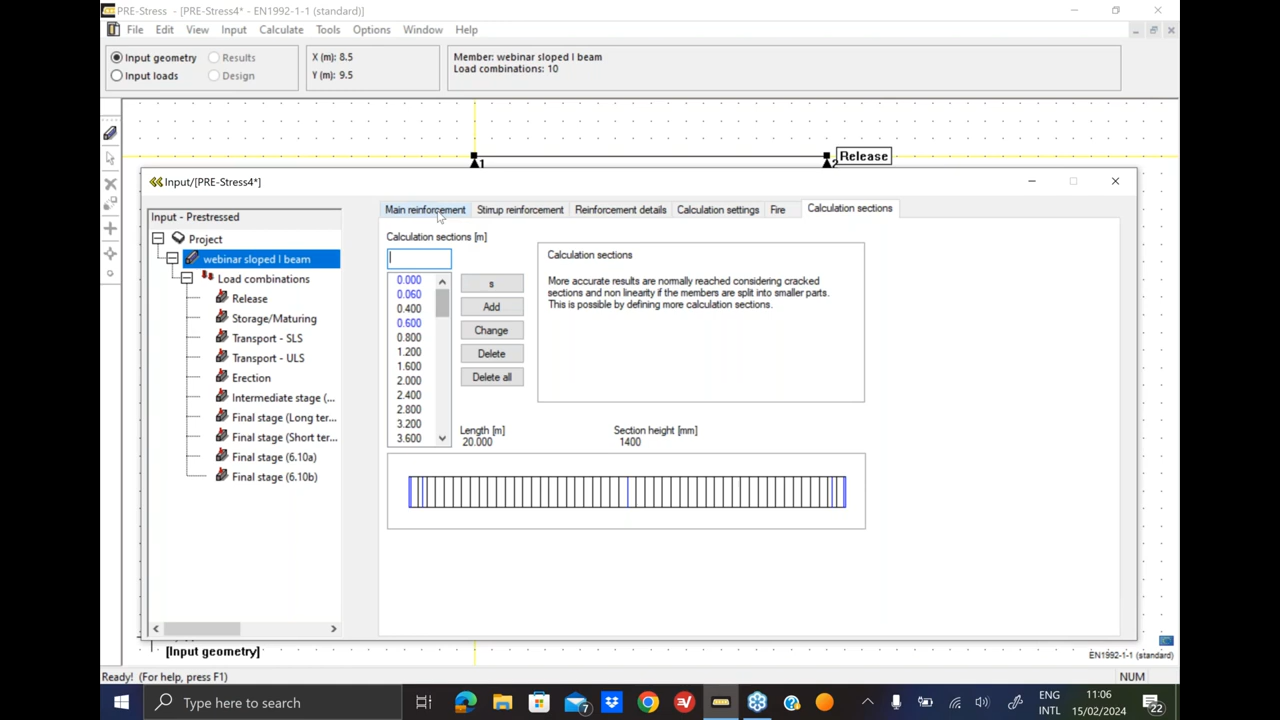 PRE-Stress - [PRE-Stress4* - EN1992-1-1 (standard)]
File Edit View Input Calculate Tools Options Window Help
Input geometry Results
Input loads Design
X (m): 8.5
Y (m): 9.5
Member: webinar sloped I beam
Load combinations: 10
1
2
Release
Input/[PRE-Stress4*]
Input - Prestressed
Project
webinar sloped I beam
Load combinations
Release
Storage/Maturing
Transport - SLS
Transport - ULS
Erection
Intermediate stage (...
Final stage (Long ter...
Final stage (Short ter...
Final stage (6.10a)
Final stage (6.10b)
Main reinforcement Stirrup reinforcement Reinforcement details Calculation settings Fire Calculation sections
Calculation sections [m]
0.000
0.060
0.400
0.600
0.800
1.200
1.600
2.000
2.400
2.800
3.200
3.600
s
Add
Change
Delete
Delete all
Calculation sections
More accurate results are normally reached considering cracked
sections and non linearity if the members are split into smaller parts.
This is possible by defining more calculation sections.
Length [m]
20.000
Section height [mm]
1400
[Input geometry]
EN1992-1-1 (standard)
Ready! (For help, press F1)
NUM
Type here to search
7
ENG
INTL
11:06
15/02/2024
22